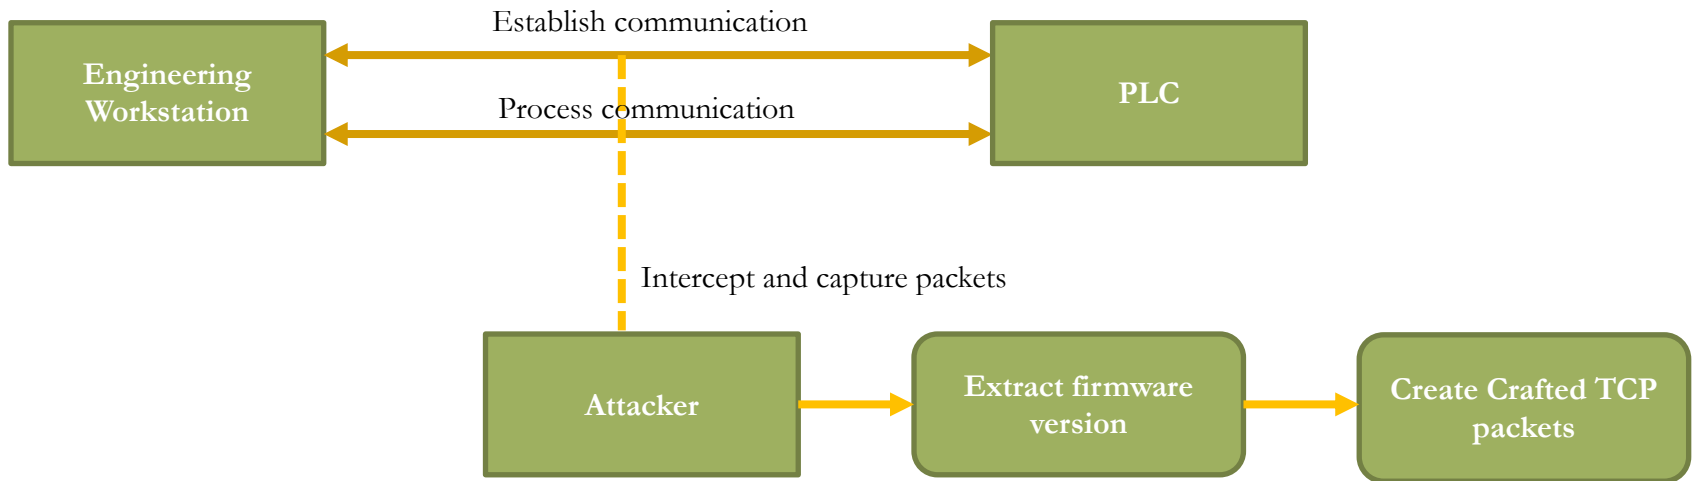 Establish communication
Engineering
Workstation
PLC
Process communication
Intercept and capture packets
Attacker
Extract firmware
version
Create Crafted TCP
packets